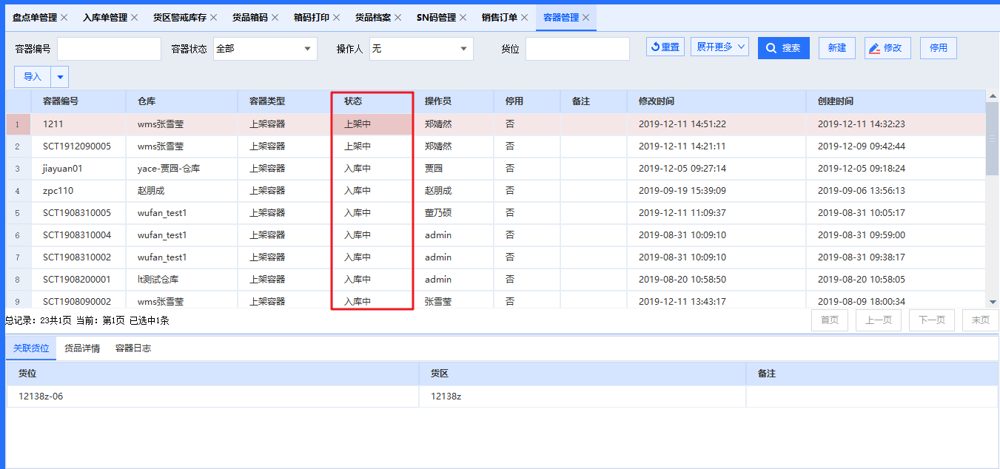 盘点单管理 入库单管理 货区警戒库存 货品箱码 箱码打印 货品档案 SN码管理 销售订单 容器管理
容器编号 容器状态 全部 操作人 无 货位 重置 展开更多 搜索 新建 修改 停用
导入
容器编号 仓库 容器类型 状态 操作员 停用 备注 修改时间 创建时间
1 1211 wms张雪莹 上架容器 上架中 郑婧然 否 2019-12-11 14:51:22 2019-12-11 14:32:23
2 SCT1912090005 wms张雪莹 上架容器 上架中 郑婧然 否 2019-12-11 14:21:11 2019-12-09 09:42:44
3 jiayuan01 yace-贾园-仓库 上架容器 入库中 贾园 否 2019-12-05 09:27:14 2019-12-05 09:18:24
4 zpc110 赵朋成 上架容器 入库中 赵朋成 否 2019-09-19 15:39:09 2019-09-06 13:56:13
5 SCT1908310005 wufan_test1 上架容器 入库中 董乃硕 否 2019-12-11 11:09:37 2019-08-31 10:05:17
6 SCT1908310004 wufan_test1 上架容器 入库中 admin 否 2019-08-31 10:09:10 2019-08-31 09:59:00
7 SCT1908310002 wufan_test1 上架容器 入库中 admin 否 2019-08-31 10:09:10 2019-08-31 09:38:17
8 SCT1908200001 lt测试仓库 上架容器 入库中 admin 否 2019-08-20 10:58:50 2019-08-20 10:58:05
9 SCT1908090002 wms张雪莹 上架容器 入库中 张雪莹 否 2019-12-11 13:43:17 2019-08-09 18:00:34
总记录：23共1页 当前：第1页 已选中1条 首页 上一页 下一页 末页
关联货位 货品详情 容器日志
货位 货区 备注
12138z-06 12138z